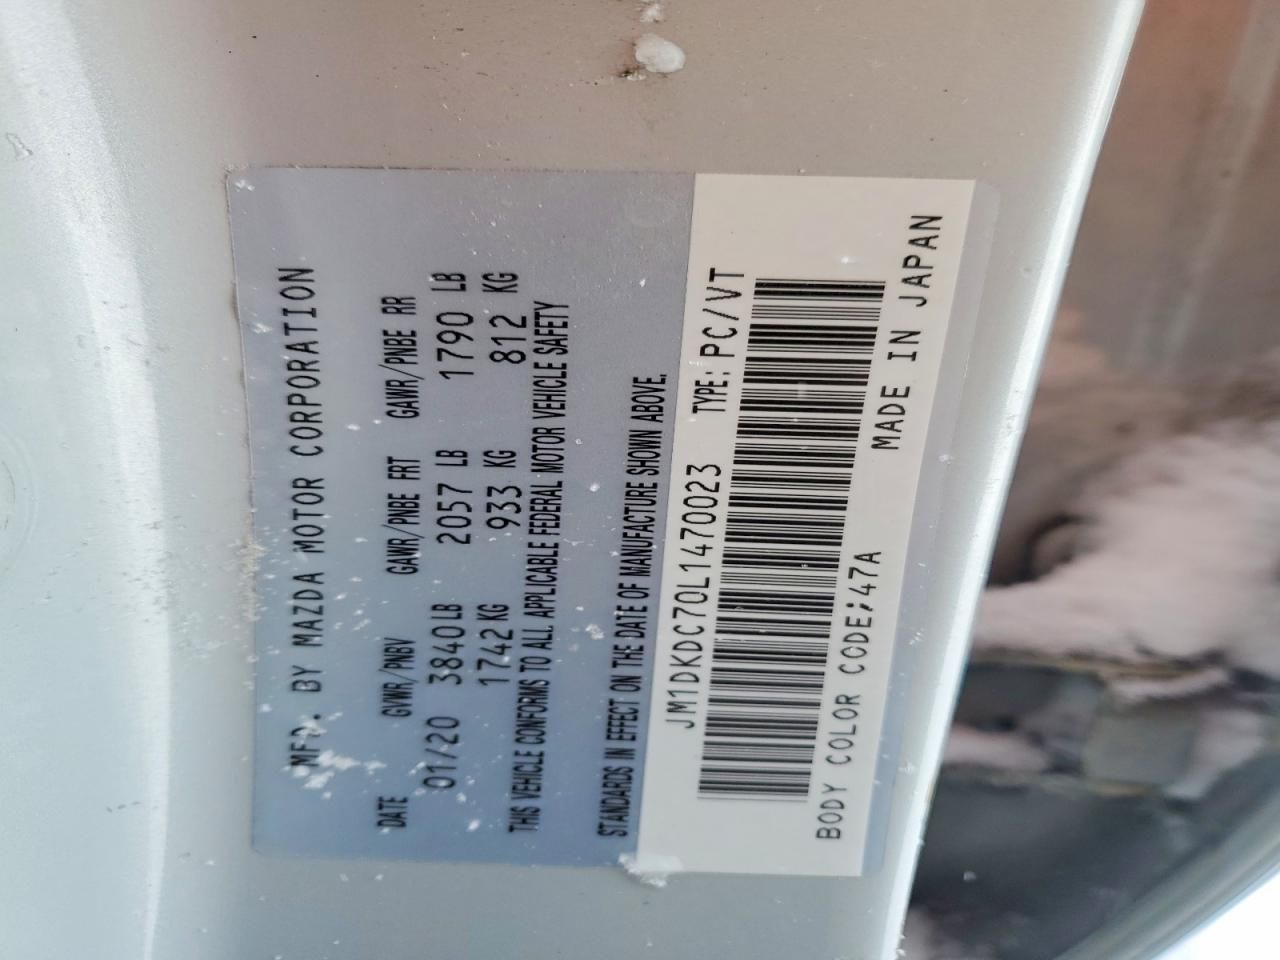 MFD. BY MAZDA MOTOR CORPORATION
DATE GVWR/PNBV GAWR/PNBE FRT GAWR/PNBE RR
01/20 3840 LB 2057 LB 1790 LB
1742 KG 933 KG 812 KG
THIS VEHICLE CONFORMS TO ALL APPLICABLE FEDERAL MOTOR VEHICLE SAFETY
STANDARDS IN EFFECT ON THE DATE OF MANUFACTURE SHOWN ABOVE.
JM1DKDC70L1470023 TYPE: PC/VT
BODY COLOR CODE:47A MADE IN JAPAN